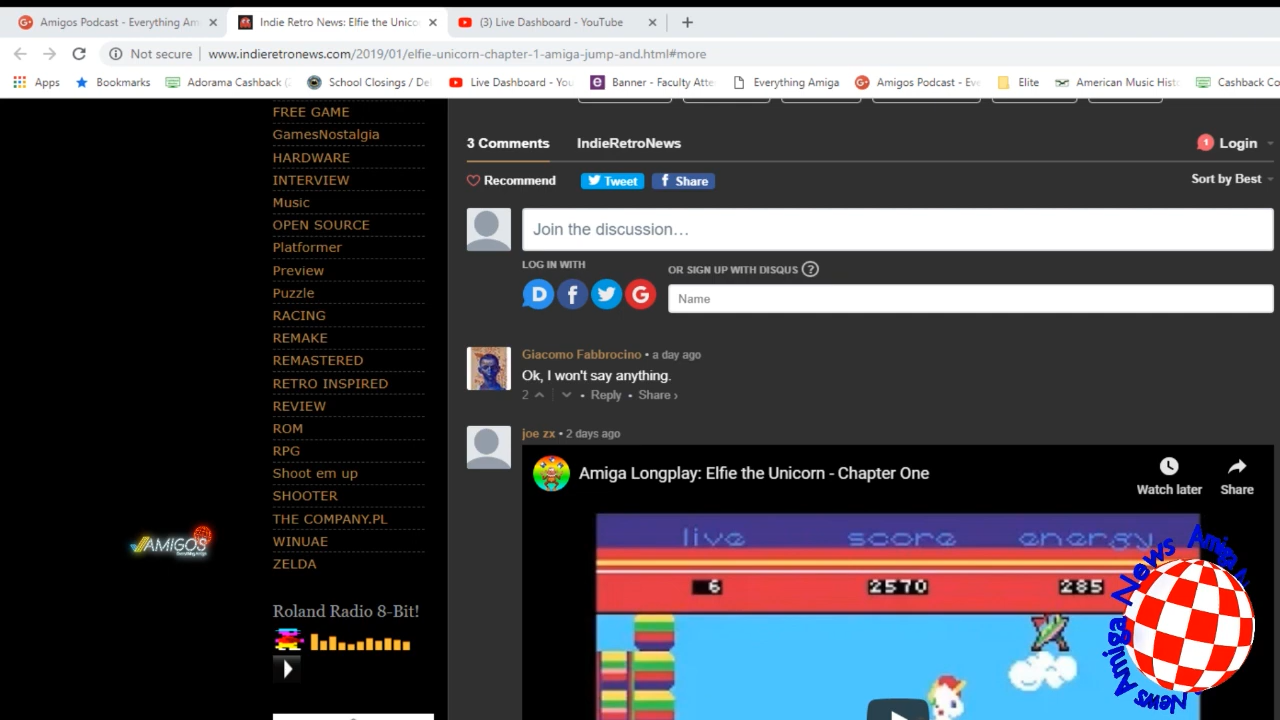 Amigos Podcast - Everything Am
Indie Retro News: Elfie the Unico
(3) Live Dashboard - YouTube
Not secure | www.indieretronews.com/2019/01/elfie-unicorn-chapter-1-amiga-jump-and.html#more
Apps Bookmarks Adorama Cashback ( School Closings / Del Live Dashboard - You Banner - Faculty Atte Everything Amiga Amigos Podcast - Eve Elite American Music Histo Cashback Co
FREE GAME
GamesNostalgia
HARDWARE
INTERVIEW
Music
OPEN SOURCE
Platformer
Preview
Puzzle
RACING
REMAKE
REMASTERED
RETRO INSPIRED
REVIEW
ROM
RPG
Shoot em up
SHOOTER
THE COMPANY.PL
WINUAE
ZELDA
Roland Radio 8-Bit!
AMIGOS
3 Comments IndieRetroNews 1 Login
Recommend Tweet Share Sort by Best
Join the discussion…
LOG IN WITH
OR SIGN UP WITH DISQUS ?
Name
Giacomo Fabbrocino • a day ago
Ok, I won't say anything.
2 • Reply • Share ›
joe zx • 2 days ago
Amiga Longplay: Elfie the Unicorn - Chapter One
Watch later Share
live score energy
6 2570 285
Amiga News Amiga News